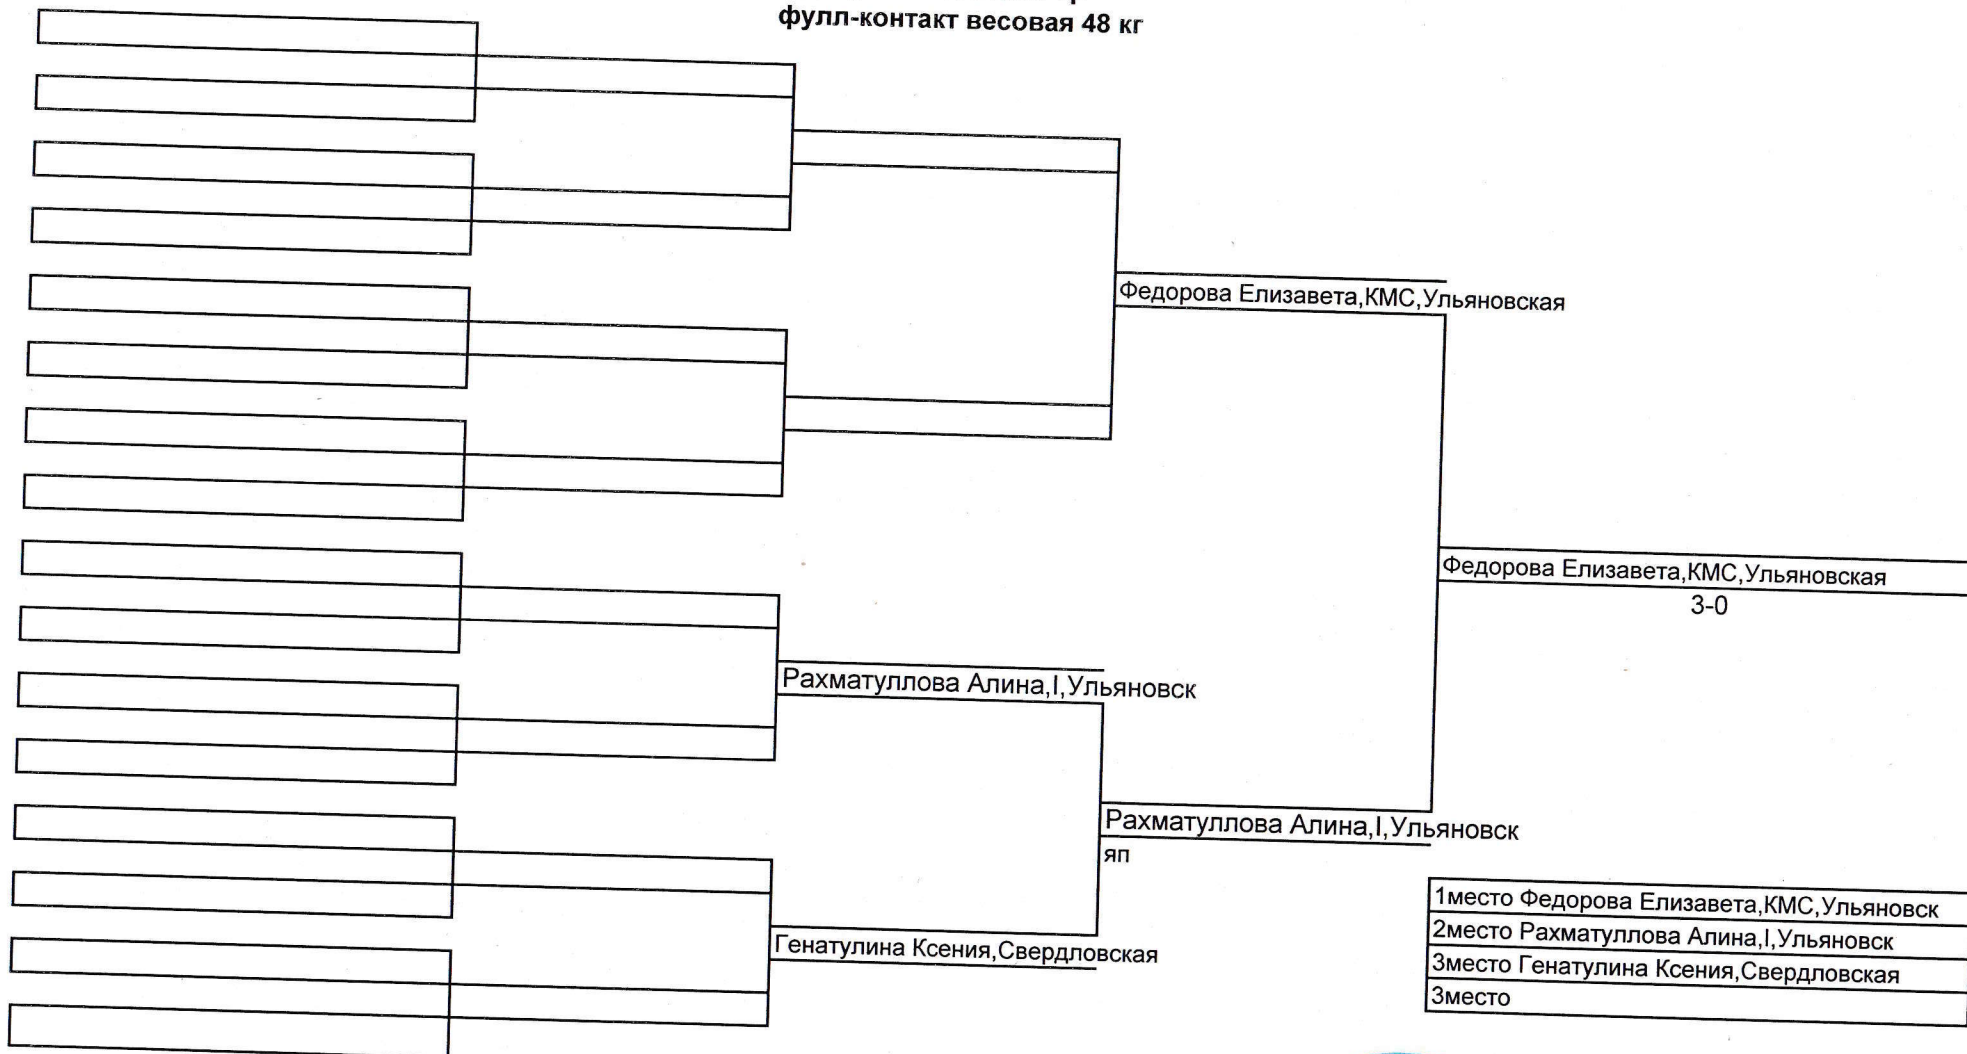 фулл-контакт весовая 48 кг
Федорова Елизавета,КМС,Ульяновская
Федорова Елизавета,КМС,Ульяновская
3-0
Рахматуллова Алина,I,Ульяновск
Рахматуллова Алина,I,Ульяновск
яп
Генатулина Ксения,Свердловская
1место Федорова Елизавета,КМС,Ульяновск
2место Рахматуллова Алина,I,Ульяновск
3место Генатулина Ксения,Свердловская
3место